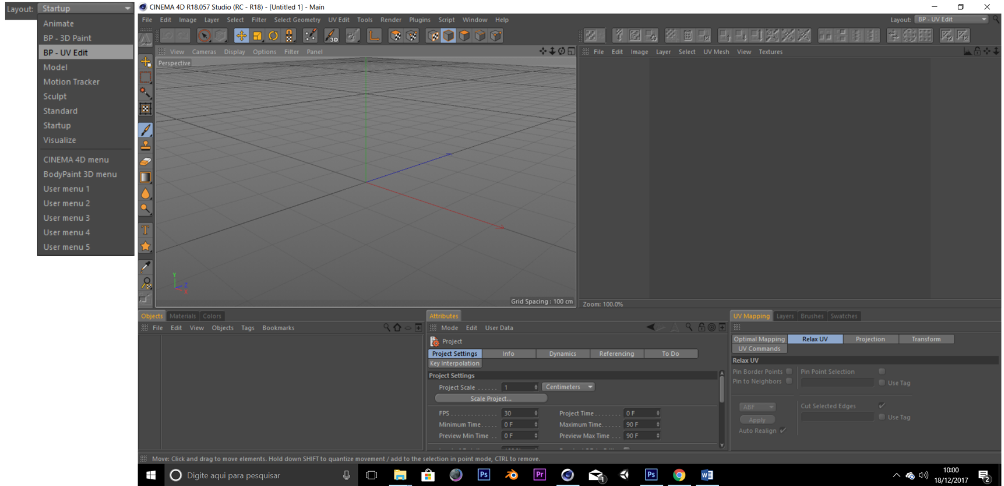 Layout: Startup
Animate
BP - 3D Paint
BP - UV Edit
Model
Motion Tracker
Sculpt
Standard
Startup
Visualize
CINEMA 4D menu
BodyPaint 3D menu
User menu 1
User menu 2
User menu 3
User menu 4
User menu 5
CINEMA 4D R18.057 Studio (RC - R18) - [Untitled 1] - Main
File Edit Image Layer Select Filter Select Geometry UV Edit Tools Render Plugins Script Window Help Layout: BP - UV Edit
View Cameras Display Options Filter Panel
File Edit Image Layer Select UV Mesh View Textures
Perspective
Y
Grid Spacing : 100 cm
Zoom: 100.0%
Objects Materials Colors
File Edit View Objects Tags Bookmarks
Attributes
Mode Edit User Data
Project
Project Settings Info Dynamics Referencing To Do
Key Interpolation
Project Settings
Project Scale 1 Centimeters
Scale Project...
FPS 30 Project Time 0 F
Minimum Time 0 F Maximum Time 90 F
Preview Min Time 0 F Preview Max Time 90 F
UV Mapping Layers Brushes Swatches
Optimal Mapping Relax UV Projection Transform
UV Commands
Relax UV
Pin Border Points Pin Point Selection
Pin to Neighbors Use Tag
Cut Selected Edges
Apply Use Tag
Auto Realign
Move: Click and drag to move elements. Hold down SHIFT to quantize movement / add to the selection in point mode, CTRL to remove.
Digite aqui para pesquisar
10:00
18/12/2017